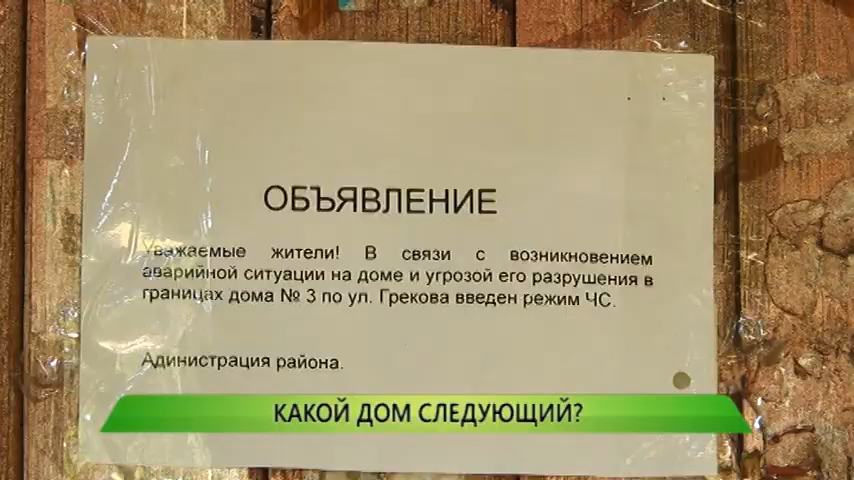 ОБЪЯВЛЕНИЕ
Уважаемые жители! В связи с возникновением
аварийной ситуации на доме и угрозой его разрушения в
границах дома № 3 по ул. Грекова введен режим ЧС.
Адинистрация района.
КАКОЙ ДОМ СЛЕДУЮЩИЙ?